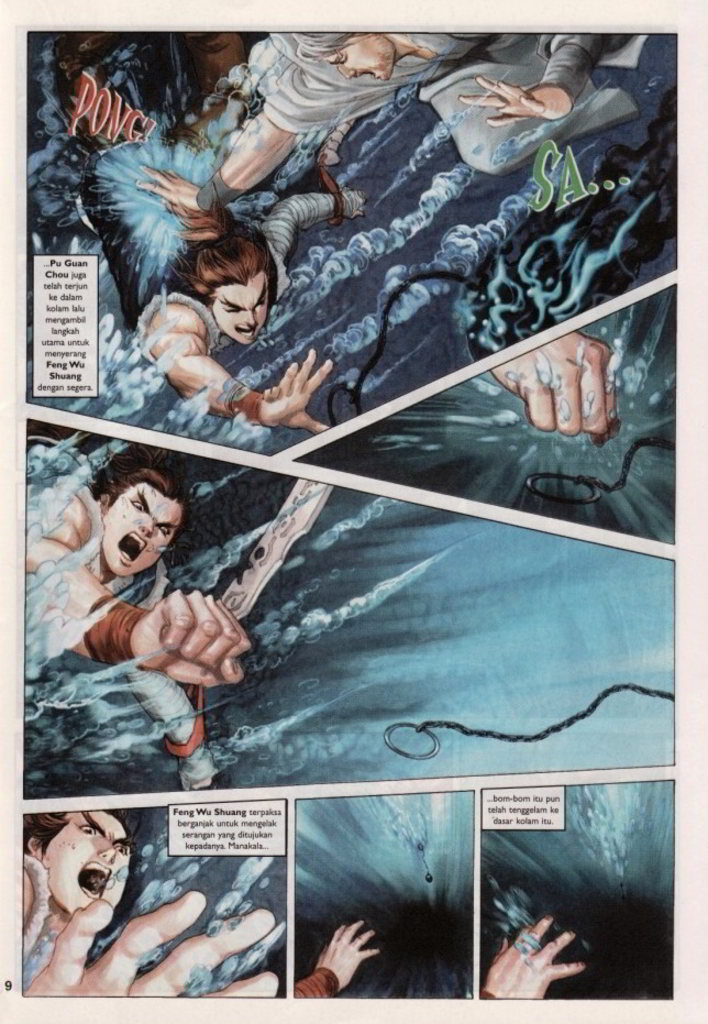 PONG!
SA...
...Pu Guan
Chou juga
telah terjun
ke dalam
kolam lalu
mengambil
langkah
utama untuk
menyerang
Feng Wu
Shuang
dengan segera.
Feng Wu Shuang terpaksa
berganjak untuk mengelak
serangan yang ditujukan
kepadanya. Manakala...
...bom-bom itu pun
telah tenggelam ke
dasar kolam itu.
9